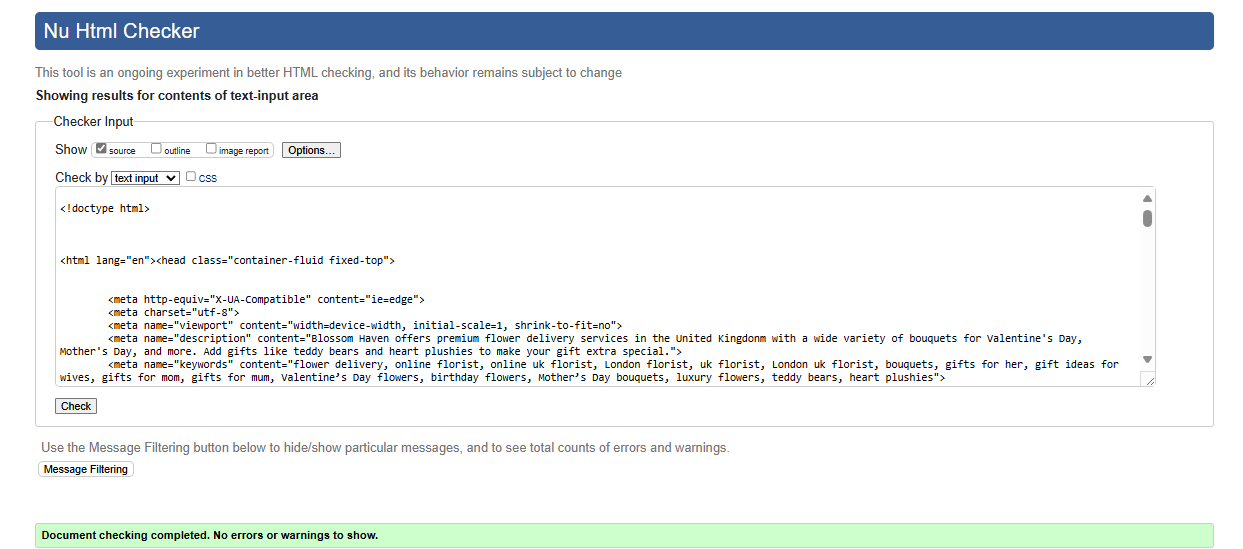 Nu Html Checker
This tool is an ongoing experiment in better HTML checking, and its behavior remains subject to change
Showing results for contents of text-input area
Checker Input
Show source outline image report Options...
Check by text input CSS
<!doctype html>
<html lang="en"><head class="container-fluid fixed-top">
<meta http-equiv="X-UA-Compatible" content="ie=edge">
<meta charset="utf-8">
<meta name="viewport" content="width=device-width, initial-scale=1, shrink-to-fit=no">
<meta name="description" content="Blossom Haven offers premium flower delivery services in the United Kingdonm with a wide variety of bouquets for Valentine's Day,
Mother's Day, and more. Add gifts like teddy bears and heart plushies to make your gift extra special.">
<meta name="keywords" content="flower delivery, online florist, online uk florist, London florist, uk florist, London uk florist, bouquets, gifts for her, gift ideas for
wives, gifts for mom, gifts for mum, Valentine’s Day flowers, birthday flowers, Mother’s Day bouquets, luxury flowers, teddy bears, heart plushies">
Check
Use the Message Filtering button below to hide/show particular messages, and to see total counts of errors and warnings.
Message Filtering
Document checking completed. No errors or warnings to show.